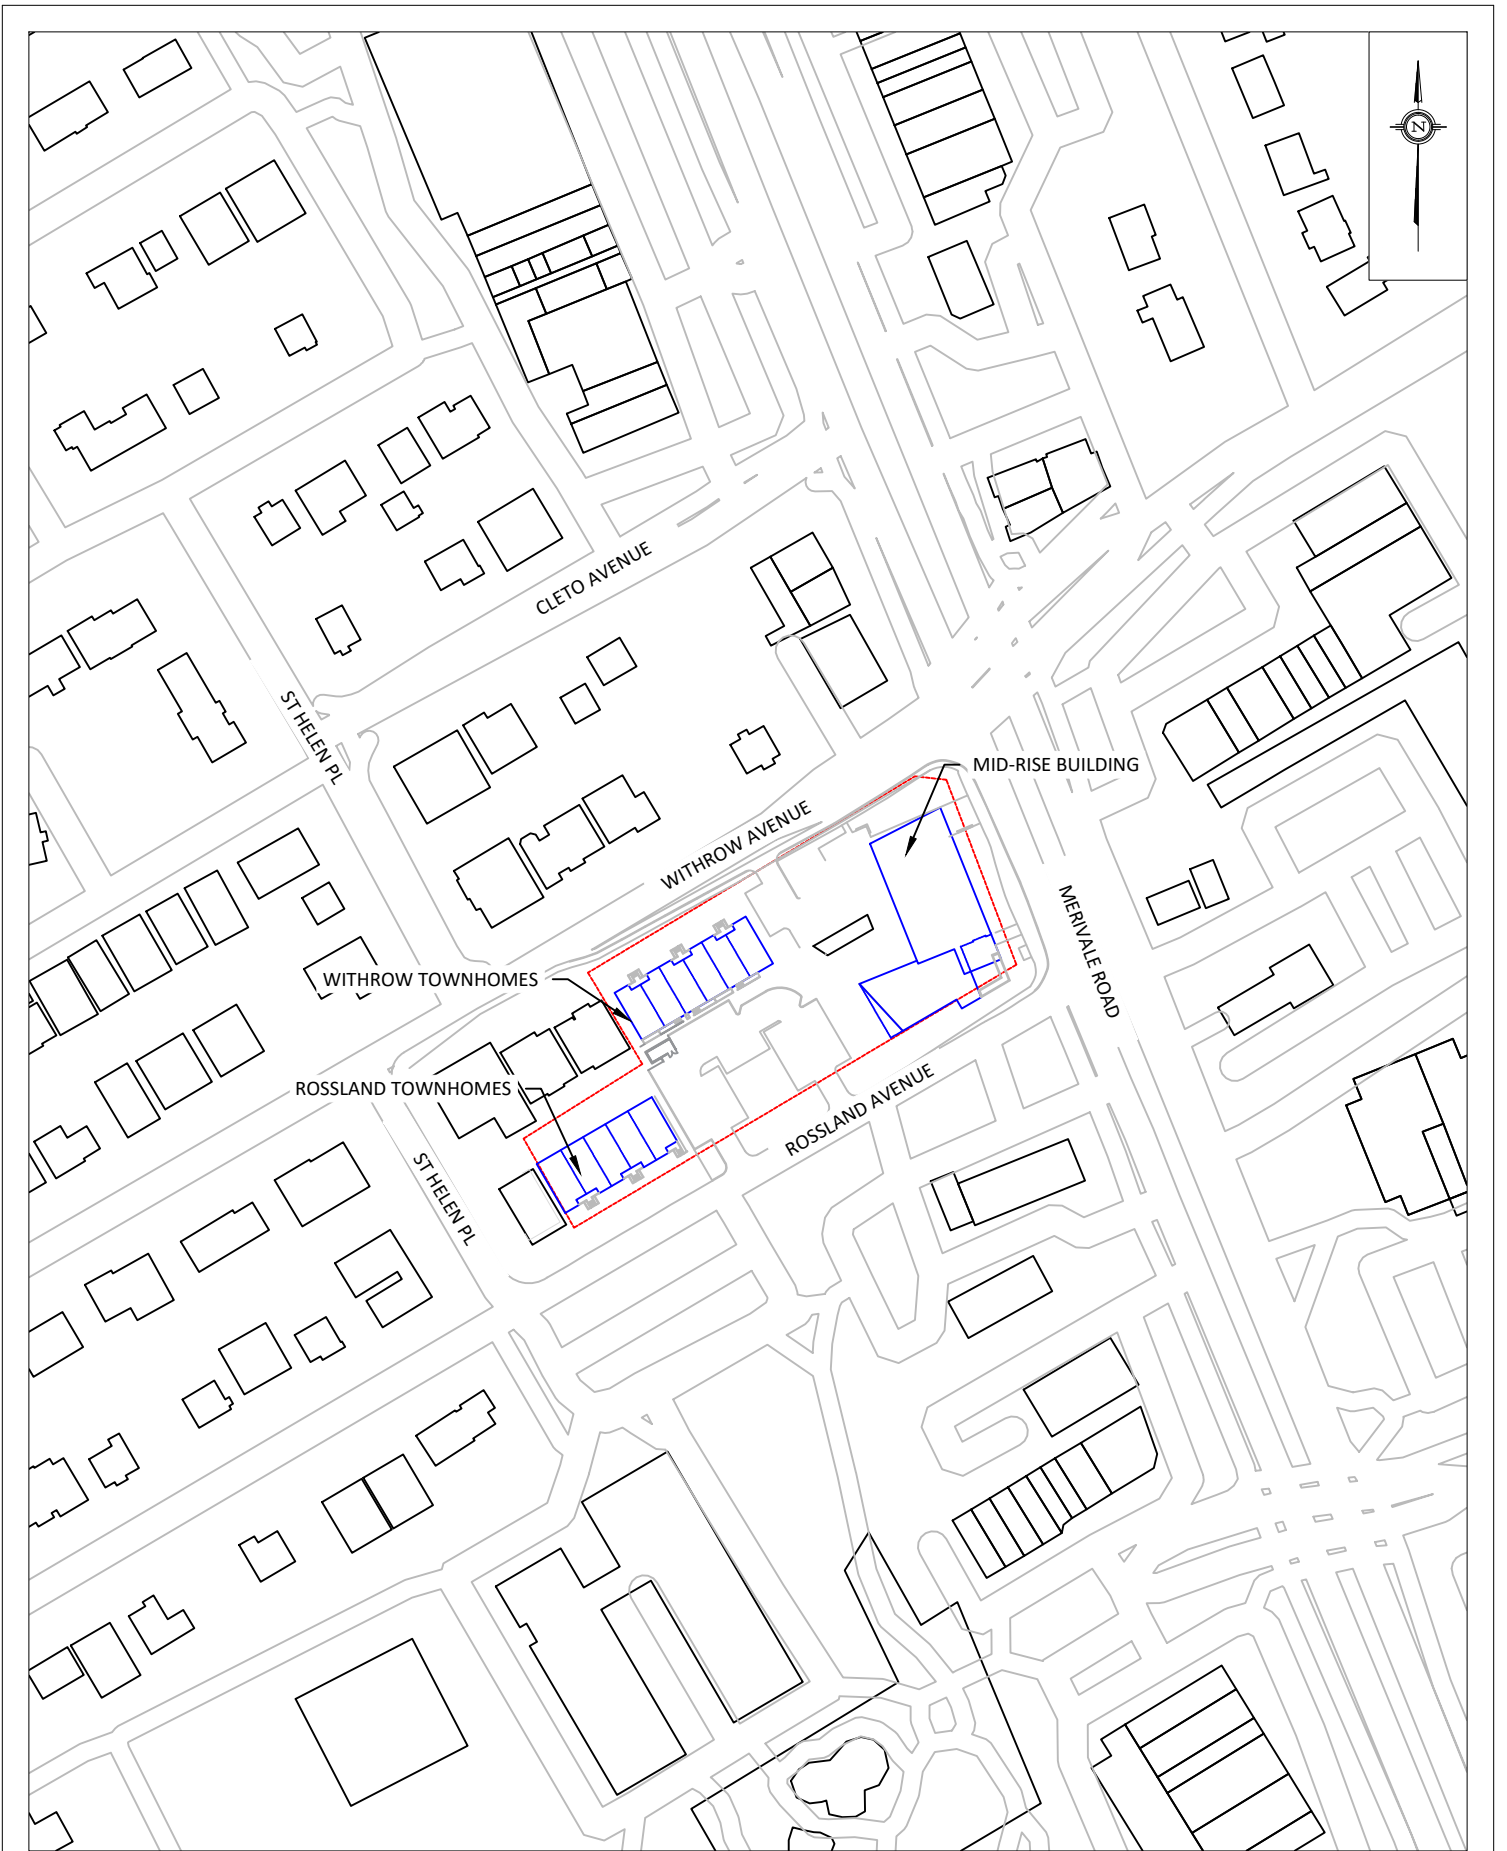 N
CLETO AVENUE
ST HELEN PL
MID-RISE BUILDING
WITHROW AVENUE
MERIVALE ROAD
WITHROW TOWNHOMES
ROSSLAND TOWNHOMES
ROSSLAND AVENUE
ST HELEN PL